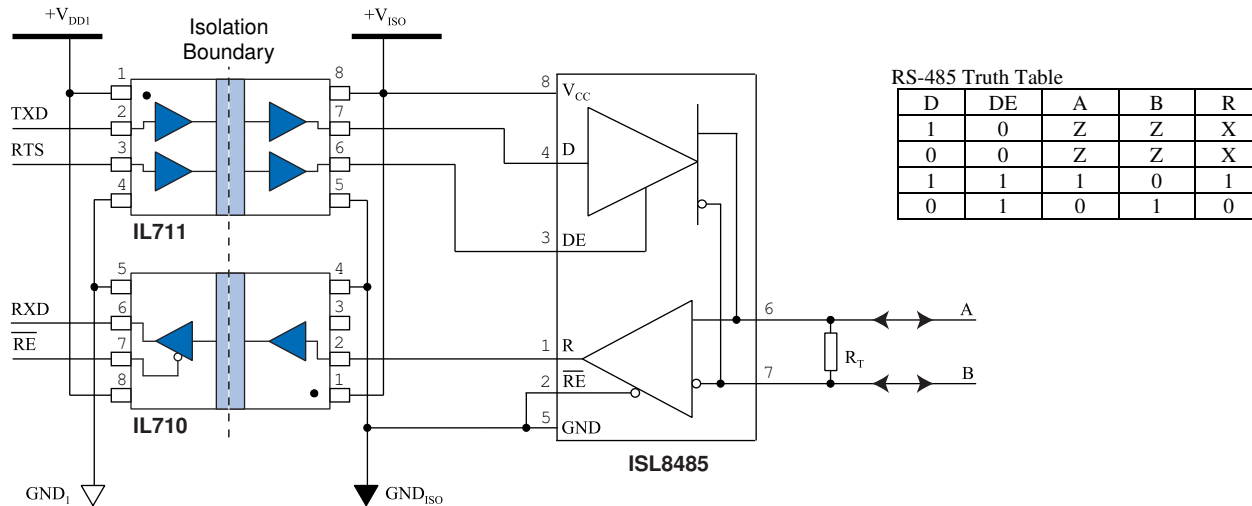 +V_DD1
Isolation
Boundary
+V_ISO
1
8
TXD
2
7
RTS
3
6
4
5
IL711
5
4
RXD
6
3
RE
7
2
8
1
IL710
GND_1
GND_ISO
8
V_CC
4
D
3
DE
6
A
1
R
R_T
2
RE
7
B
5
GND
ISL8485
RS-485 Truth Table
D DE A B R
1 0 Z Z X
0 0 Z Z X
1 1 1 0 1
0 1 0 1 0